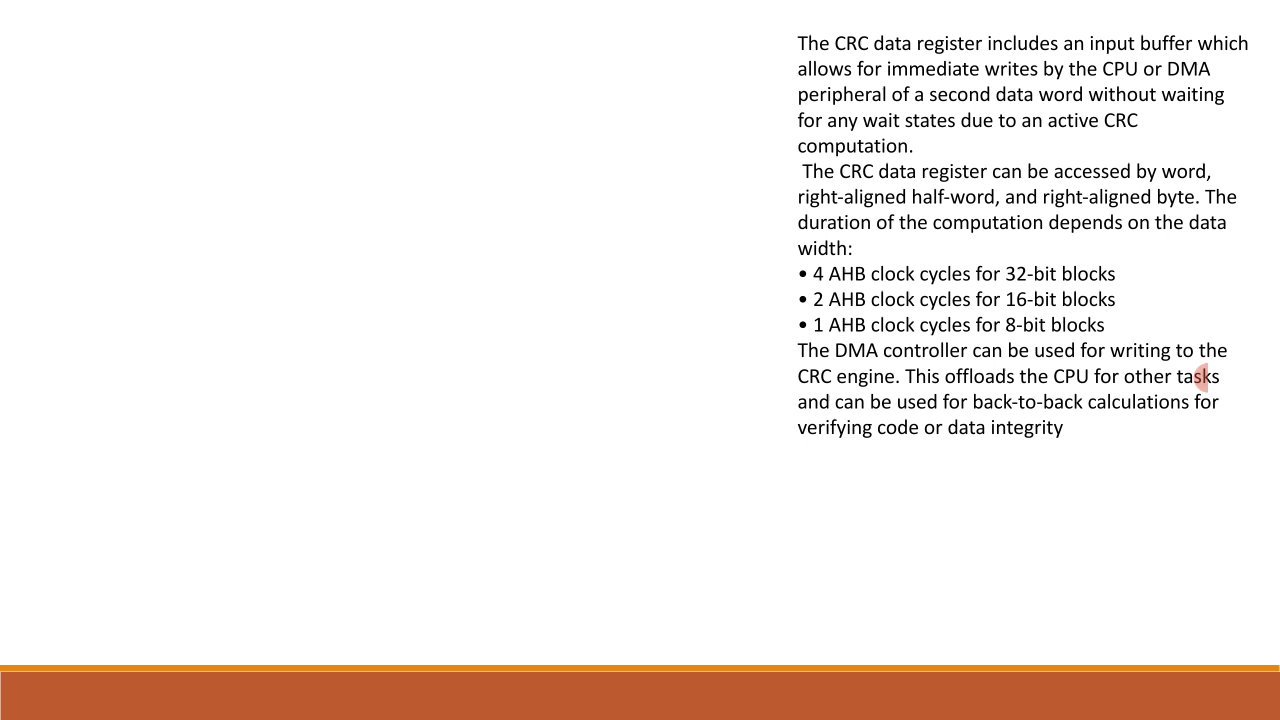 The CRC data register includes an input buffer which
allows for immediate writes by the CPU or DMA
peripheral of a second data word without waiting
for any wait states due to an active CRC
computation.
The CRC data register can be accessed by word,
right-aligned half-word, and right-aligned byte. The
duration of the computation depends on the data
width:
• 4 AHB clock cycles for 32-bit blocks
• 2 AHB clock cycles for 16-bit blocks
• 1 AHB clock cycles for 8-bit blocks
The DMA controller can be used for writing to the
CRC engine. This offloads the CPU for other tasks
and can be used for back-to-back calculations for
verifying code or data integrity